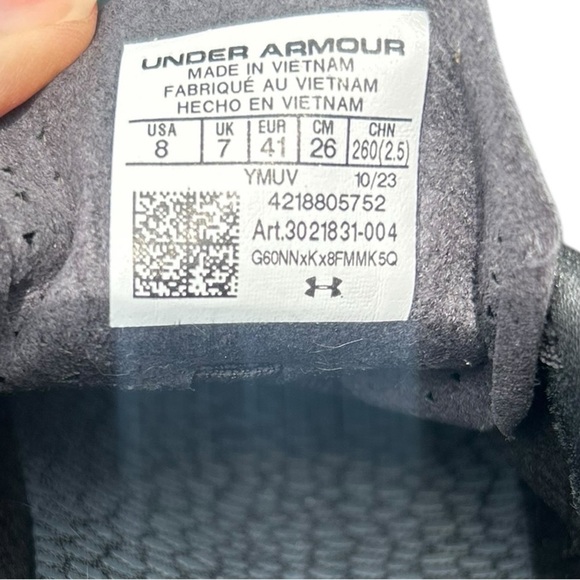 UNDER ARMOUR
MADE IN VIETNAM
FABRIQUÉ AU VIETNAM
HECHO EN VIETNAM
USA UK EUR CM CHN
8 7 41 26 260(2.5)
YMUV 10/23
4218805752
Art.3021831-004
G60NNxKx8FMMK5Q